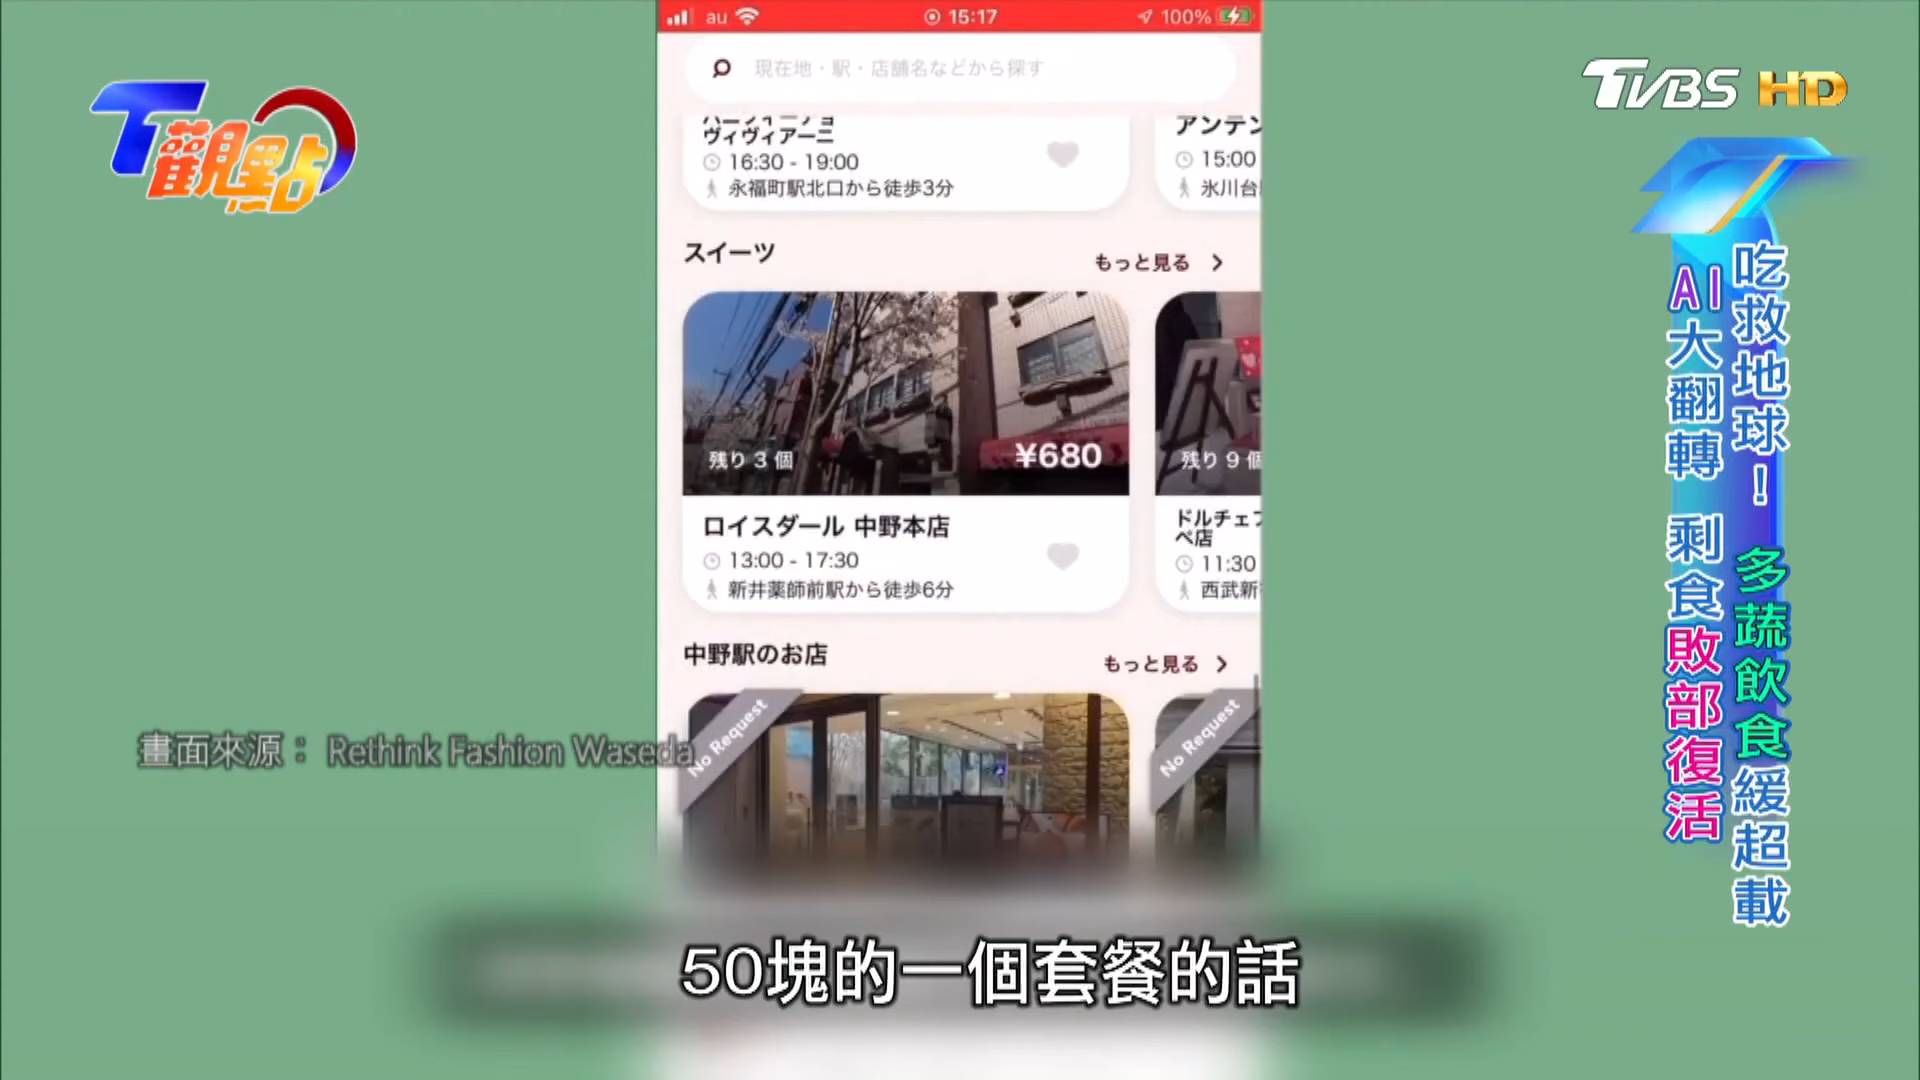 au
15:17
100%
現在地・駅・店舗名などから探す
ヴィヴィアーニ
16:30 - 19:00
永福町駅北口から徒歩3分
アンテン
15:00
氷川台
スイーツ
もっと見る
残り 3 個
¥680
残り 9 個
ロイスダール 中野本店
13:00 - 17:30
新井薬師前駅から徒歩6分
ドルチェフ
ペ店
11:30
西武新
中野駅のお店
もっと見る
No Request
No Request
T觀點
TVBS HD
吃救地球！ 多蔬飲食緩超載
AI大翻轉 剩食敗部復活
畫面來源： Rethink Fashion Waseda
50塊的一個套餐的話